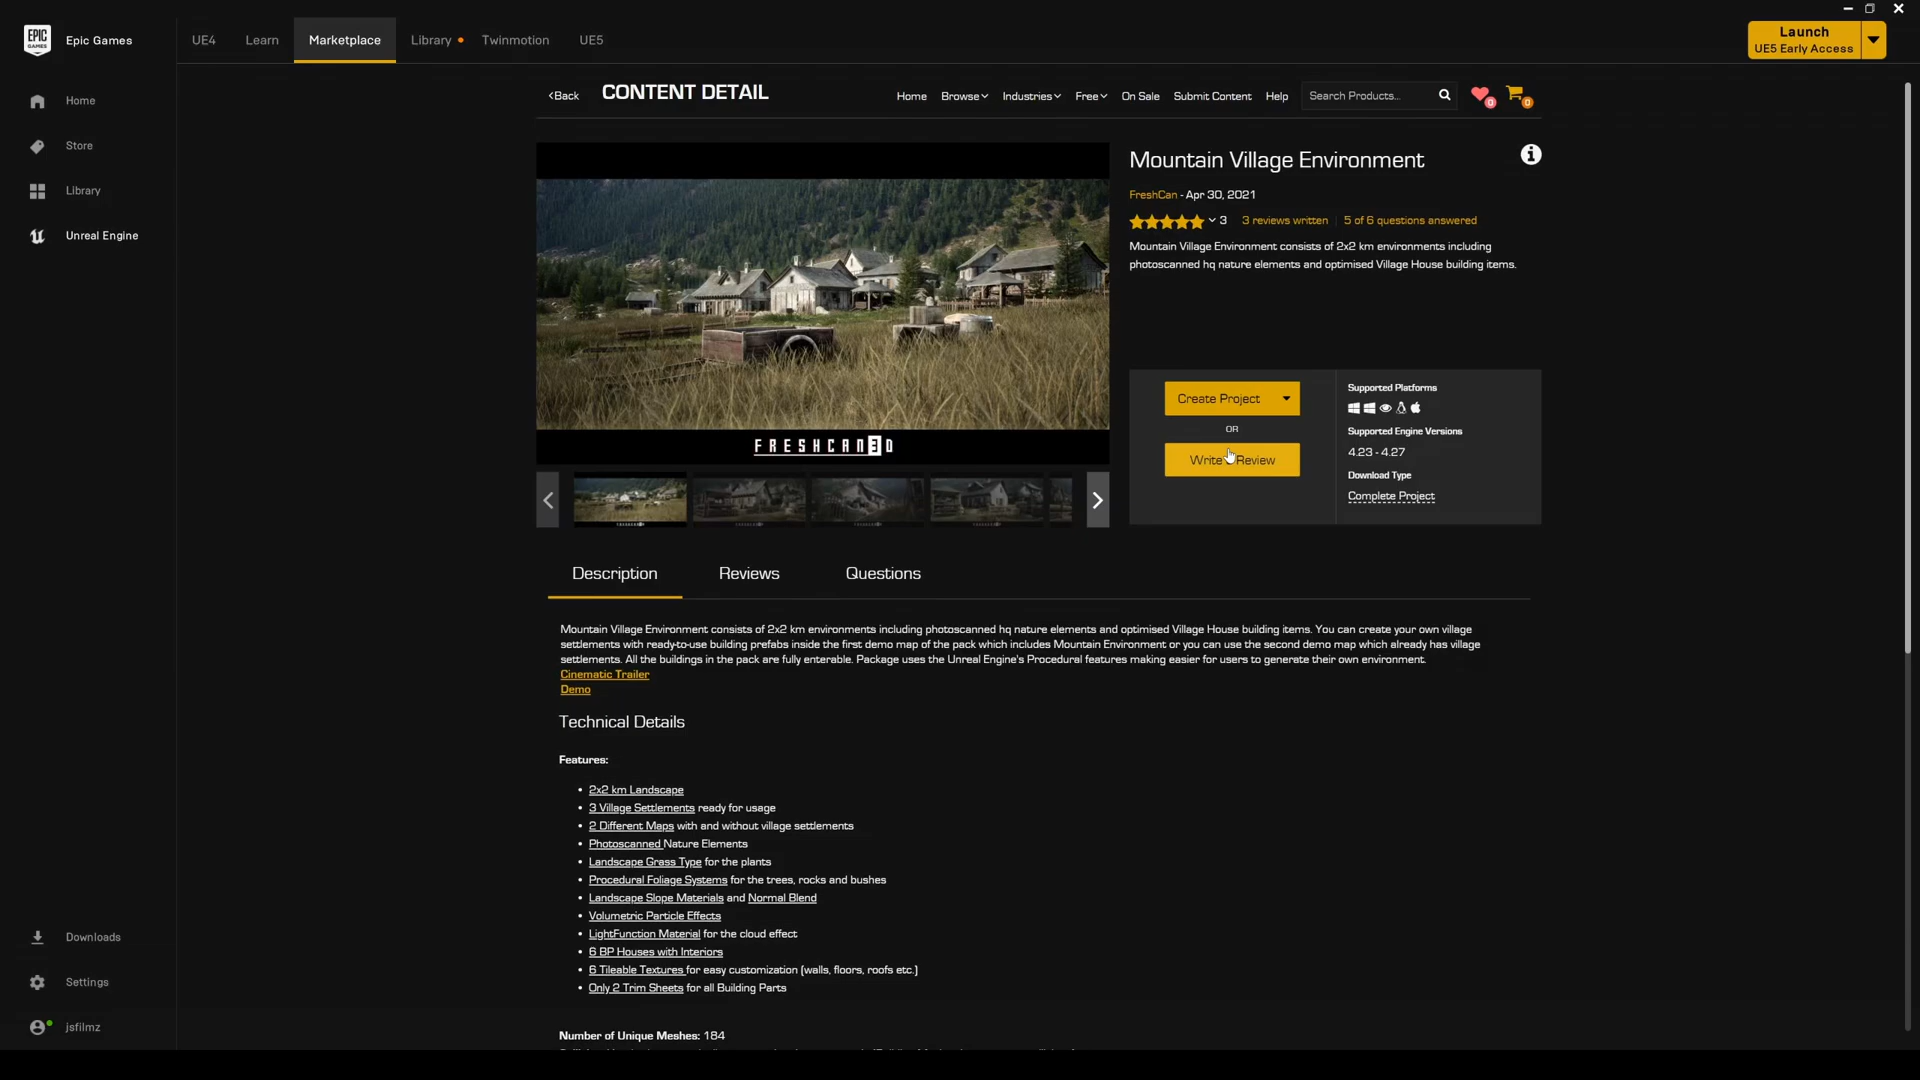 EPIC GAMES
Epic Games
UE4
Learn
Marketplace
Library
Twinmotion
UE5
Launch
UE5 Early Access
Home
Store
Library
Unreal Engine
Downloads
Settings
jsfilmz
<Back
CONTENT DETAIL
Home
Browse
Industries
Free
On Sale
Submit Content
Help
Search Products...
0
0
FRESHCAN3D
Mountain Village Environment
FreshCan - Apr 30, 2021
3
3 reviews written
5 of 6 questions answered
Mountain Village Environment consists of 2x2 km environments including
photoscanned hq nature elements and optimised Village House building items.
Create Project
OR
Write a Review
Supported Platforms
Supported Engine Versions
4.23 - 4.27
Download Type
Complete Project
Description
Reviews
Questions
Mountain Village Environment consists of 2x2 km environments including photoscanned hq nature elements and optimised Village House building items. You can create your own village
settlements with ready-to-use building prefabs inside the first demo map of the pack which includes Mountain Environment or you can use the second demo map which already has village
settlements. All the buildings in the pack are fully enterable. Package uses the Unreal Engine's Procedural features making easier for users to generate their own environment.
Cinematic Trailer
Demo
Technical Details
Features:
• 2x2 km Landscape
• 3 Village Settlements ready for usage
• 2 Different Maps with and without village settlements
• Photoscanned Nature Elements
• Landscape Grass Type for the plants
• Procedural Foliage Systems for the trees, rocks and bushes
• Landscape Slope Materials and Normal Blend
• Volumetric Particle Effects
• LightFunction Material for the cloud effect
• 6 BP Houses with Interiors
• 6 Tileable Textures for easy customization (walls, floors, roofs etc.)
• Only 2 Trim Sheets for all Building Parts
Number of Unique Meshes: 184